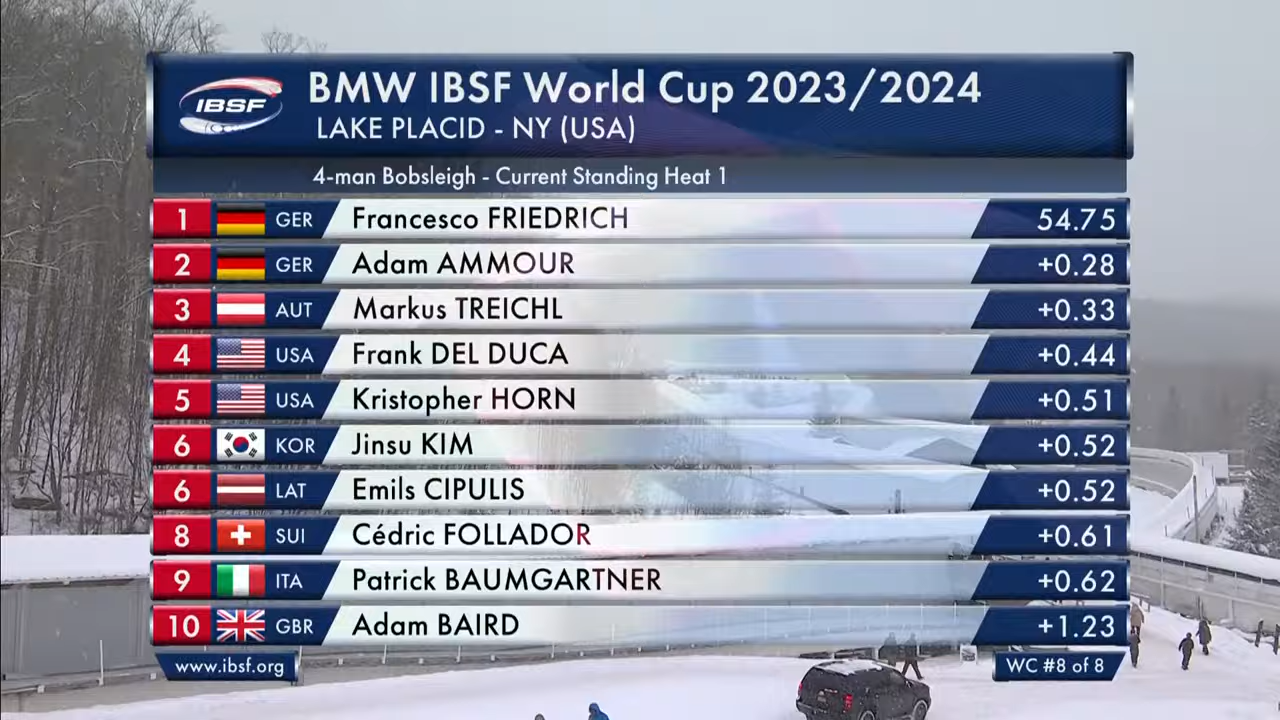 IBSF
BMW IBSF World Cup 2023/2024
LAKE PLACID - NY (USA)
4-man Bobsleigh - Current Standing Heat 1
1 GER Francesco FRIEDRICH 54.75
2 GER Adam AMMOUR +0.28
3 AUT Markus TREICHL +0.33
4 USA Frank DEL DUCA +0.44
5 USA Kristopher HORN +0.51
6 KOR Jinsu KIM +0.52
6 LAT Emils CIPULIS +0.52
8 SUI Cédric FOLLADOR +0.61
9 ITA Patrick BAUMGARTNER +0.62
10 GBR Adam BAIRD +1.23
www.ibsf.org WC #8 of 8